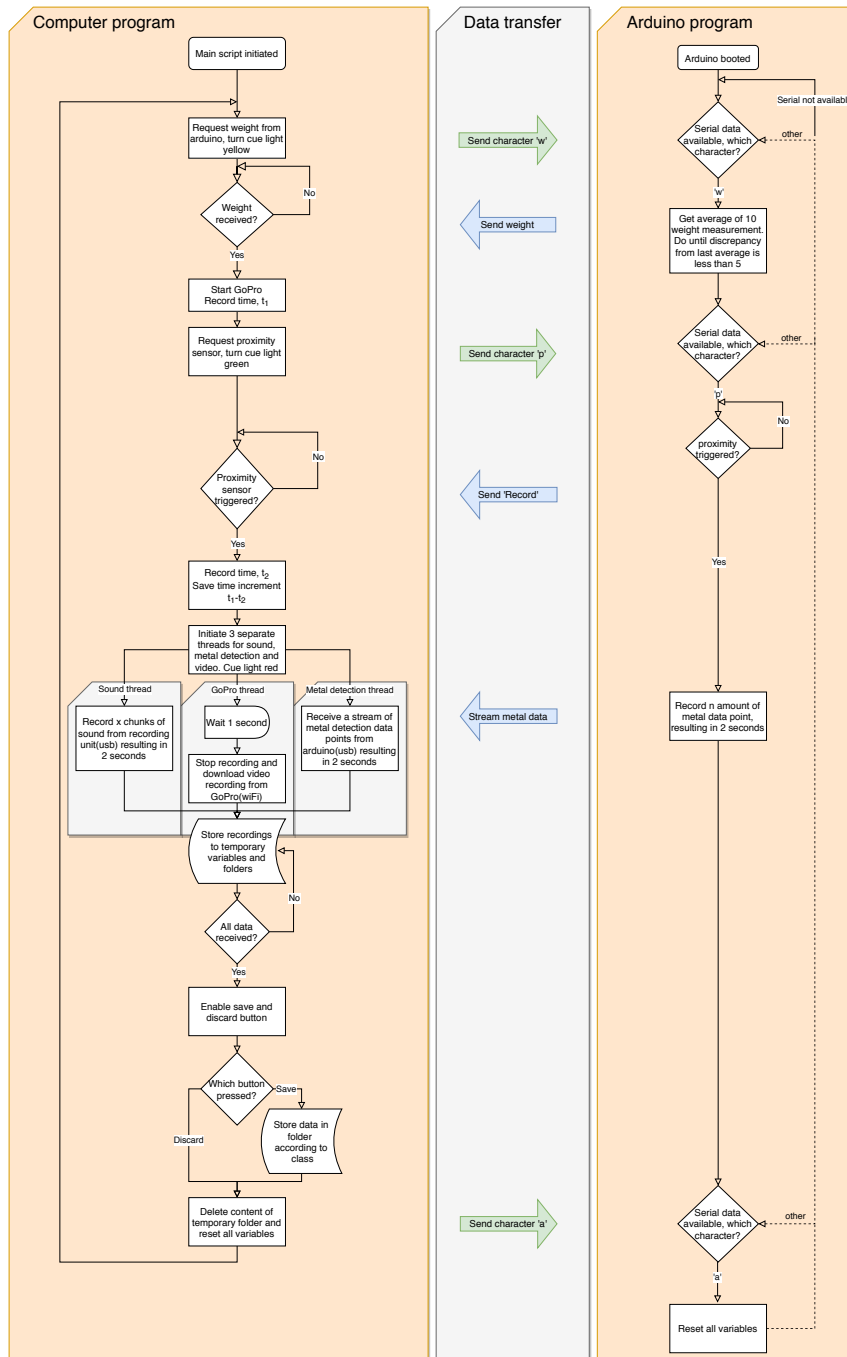 Computer program
Main script initiated
Request weight from
arduino, turn cue light
yellow
No
Weight
received?
Yes
Start GoPro
Record time, t1
Request proximity
sensor, turn cue light
green
No
Proximity
sensor
triggered?
Yes
Record time, t2
Save time increment
t1-t2
Initiate 3 separate
threads for sound,
metal detection and
video. Cue light red
Sound thread
Record x chunks of
sound from recording
unit(usb) resulting in
2 seconds
GoPro thread
Wait 1 second
Stop recording and
download video
recording from
GoPro(wiFi)
Metal detection thread
Receive a stream of
metal detection data
points from
arduino(usb) resulting
in 2 seconds
Store recordings
to temporary
variables and
folders
No
All data
received?
Yes
Enable save and
discard button
Which button
pressed?
Save
Store data in
folder
according to
class
Discard
Delete content of
temporary folder and
reset all variables
Data transfer
Send character 'w'
Send weight
Send character 'p'
Send 'Record'
Stream metal data
Send character 'a'
Arduino program
Arduino booted
Serial not available
Serial data
available, which
character?
other
'w'
Get average of 10
weight measurement.
Do until discrepancy
from last average is
less than 5
Serial data
available, which
character?
other
'p'
No
proximity
triggered?
Yes
Record n amount of
metal data point,
resulting in 2 seconds
Serial data
available, which
character?
other
'a'
Reset all variables